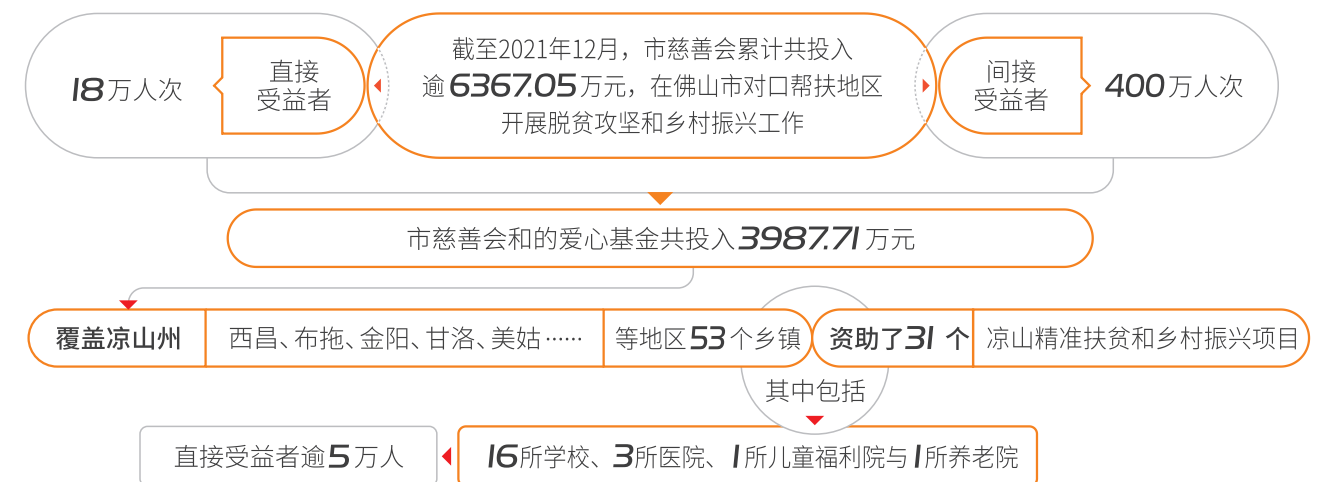 18万人次
直接
受益者
截至2021年12月，市慈善会累计共投入
逾6367.05万元，在佛山市对口帮扶地区
开展脱贫攻坚和乡村振兴工作
间接
受益者
400万人次
市慈善会和的爱心基金共投入3987.71万元
覆盖凉山州
西昌、布拖、金阳、甘洛、美姑……
等地区53个乡镇
资助了31个
凉山精准扶贫和乡村振兴项目
其中包括
直接受益者逾5万人
16所学校、3所医院、1所儿童福利院与1所养老院